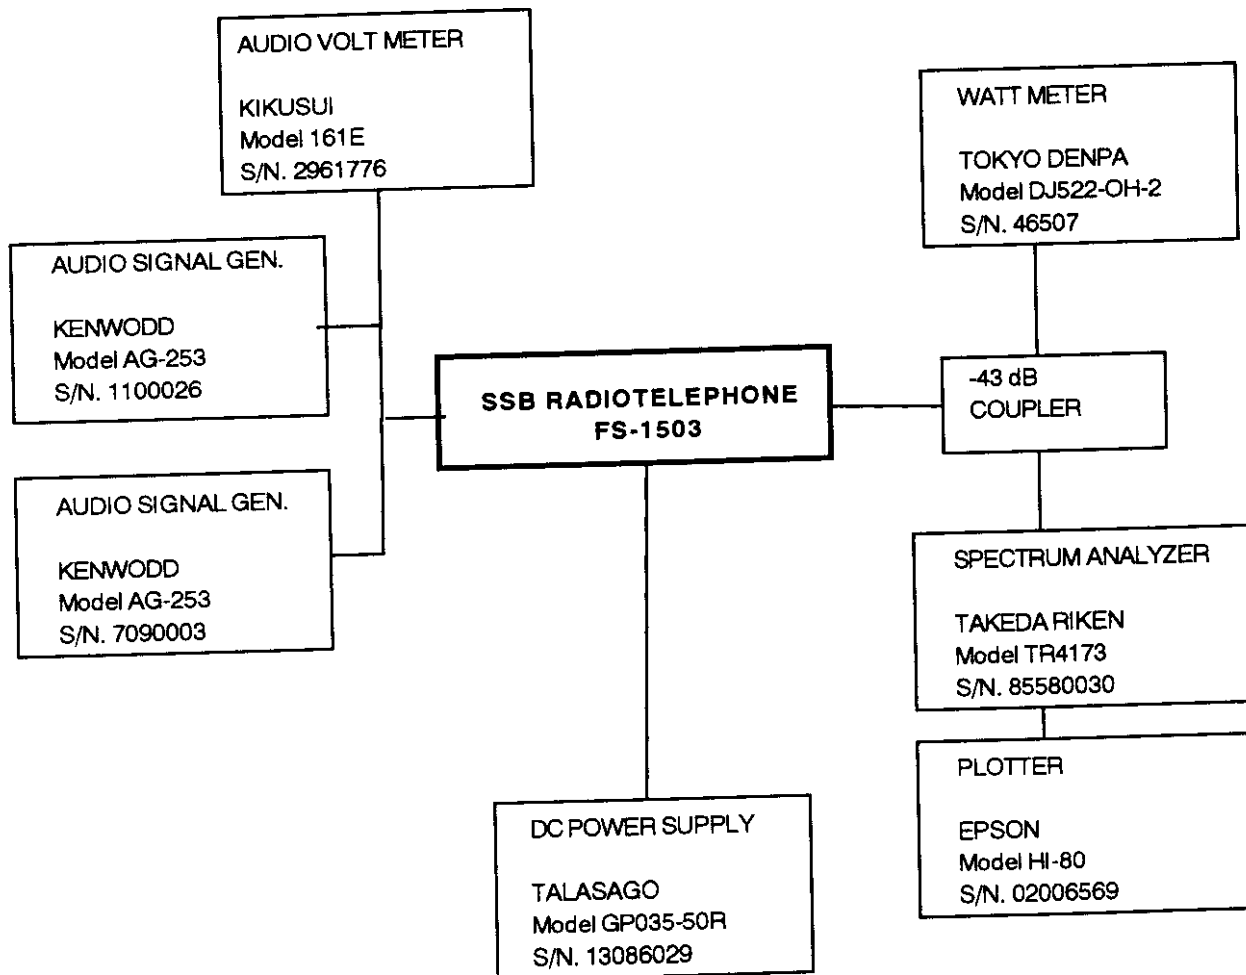 AUDIO VOLT METER
KIKUSUI
Model 161E
S/N. 2961776
WATT METER
TOKYO DENPA
Model DJ522-OH-2
S/N. 46507
AUDIO SIGNAL GEN.
KENWODD
Model AG-253
S/N. 1100026
SSB RADIOTELEPHONE
FS-1503
-43 dB
COUPLER
AUDIO SIGNAL GEN.
KENWODD
Model AG-253
S/N. 7090003
SPECTRUM ANALYZER
TAKEDA RIKEN
Model TR4173
S/N. 85580030
PLOTTER
EPSON
Model HI-80
S/N. 02006569
DC POWER SUPPLY
TALASAGO
Model GP035-50R
S/N. 13086029